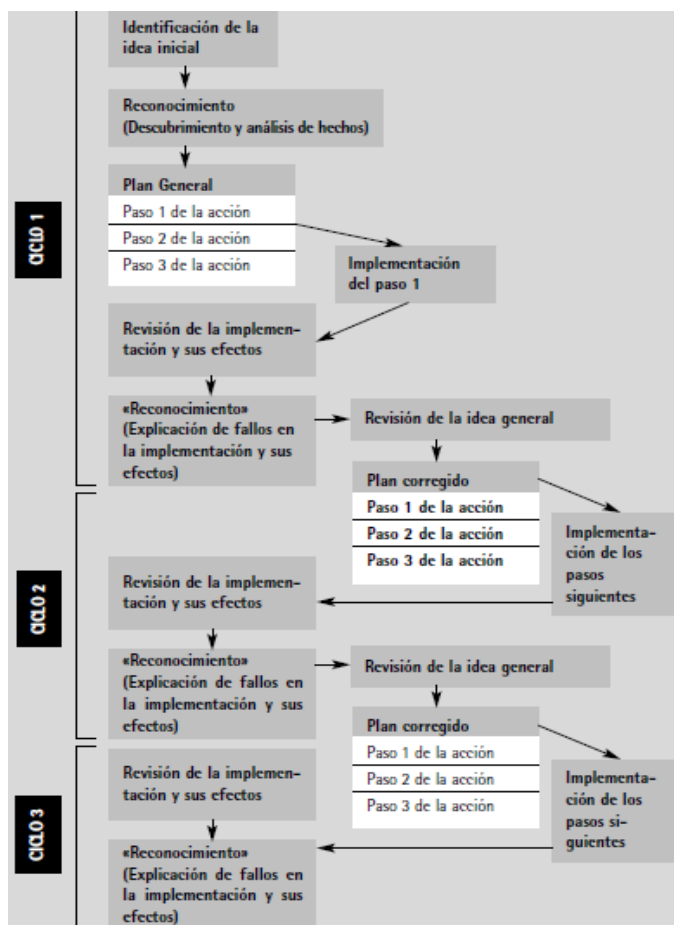 Identificación de la
idea inicial
Reconocimiento
(Descubrimiento y análisis de hechos)
Plan General
Paso 1 de la acción
Paso 2 de la acción
Paso 3 de la acción
CICLO 1
Implementación
del paso 1
Revisión de la implemen-
tación y sus efectos
«Reconocimiento»
(Explicación de fallos en
la implementación y sus
efectos)
Revisión de la idea general
Plan corregido
Paso 1 de la acción
Paso 2 de la acción
Paso 3 de la acción
Implementa-
ción de los
pasos
siguientes
CICLO 2
Revisión de la implemen-
tación y sus efectos
«Reconocimiento»
(Explicación de fallos en
la implementación y sus
efectos)
Revisión de la idea general
Plan corregido
Paso 1 de la acción
Paso 2 de la acción
Paso 3 de la acción
Implementa-
ción de los
pasos si-
guientes
CICLO 3
Revisión de la implemen-
tación y sus efectos
«Reconocimiento»
(Explicación de fallos en
la implementación y sus
efectos)